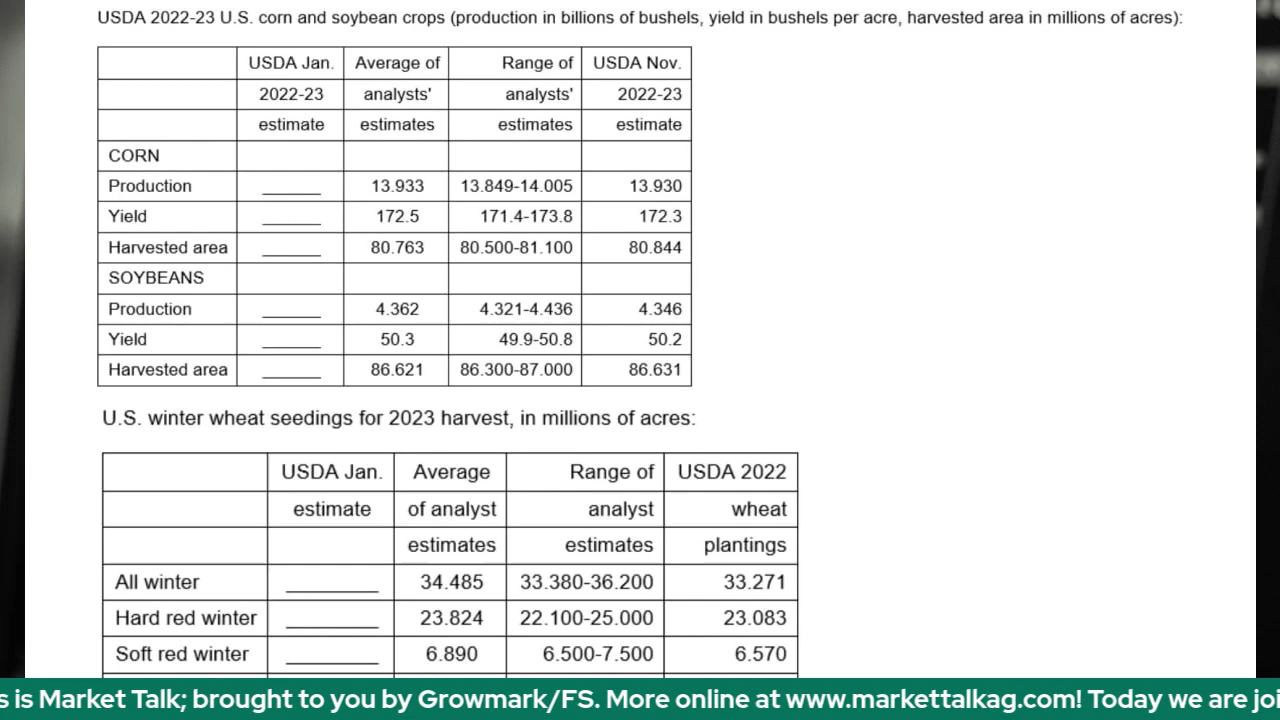 USDA 2022-23 U.S. corn and soybean crops (production in billions of bushels, yield in bushels per acre, harvested area in millions of acres):
USDA Jan. Average of Range of USDA Nov.
2022-23 analysts' analysts' 2022-23
estimate estimates estimates estimate
CORN
Production ______ 13.933 13.849-14.005 13.930
Yield ______ 172.5 171.4-173.8 172.3
Harvested area ______ 80.763 80.500-81.100 80.844
SOYBEANS
Production ______ 4.362 4.321-4.436 4.346
Yield ______ 50.3 49.9-50.8 50.2
Harvested area ______ 86.621 86.300-87.000 86.631
U.S. winter wheat seedings for 2023 harvest, in millions of acres:
USDA Jan. Average Range of USDA 2022
estimate of analyst analyst wheat
estimates estimates plantings
All winter ________ 34.485 33.380-36.200 33.271
Hard red winter ________ 23.824 22.100-25.000 23.083
Soft red winter ________ 6.890 6.500-7.500 6.570
s is Market Talk; brought to you by Growmark/FS. More online at www.markettalkag.com! Today we are joi